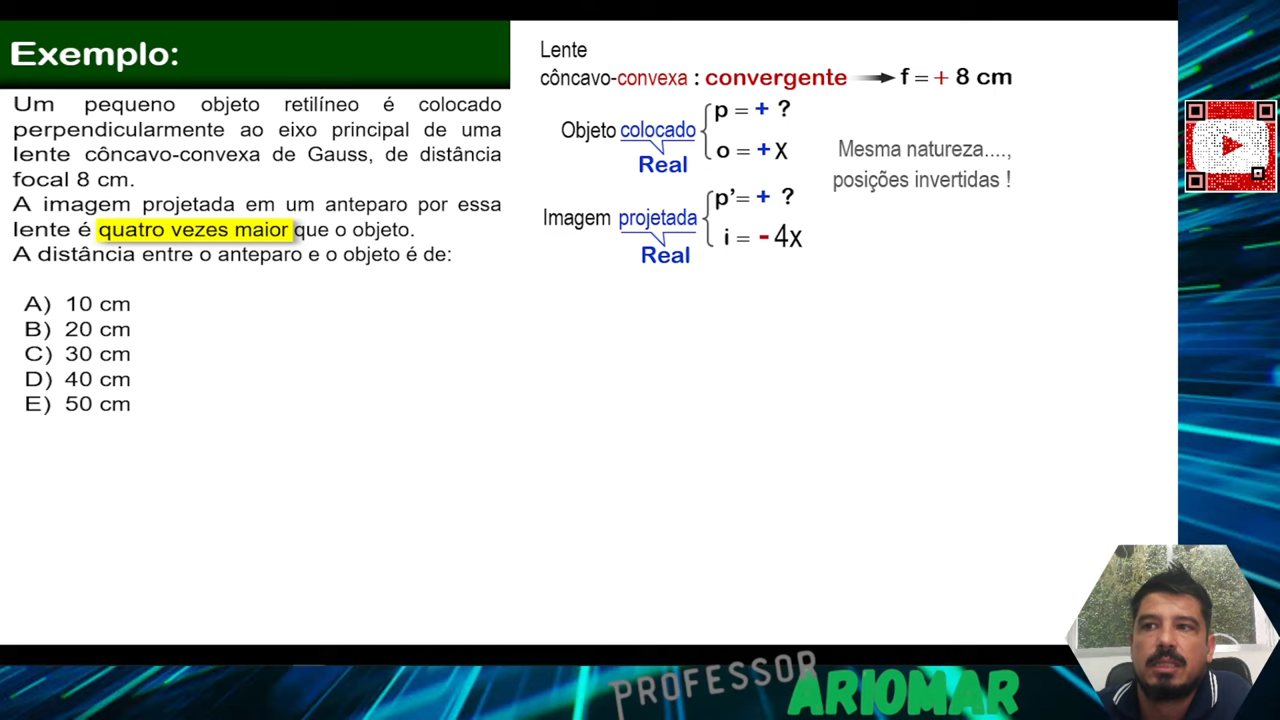 Exemplo:
Um pequeno objeto retilíneo é colocado
perpendicularmente ao eixo principal de uma
lente côncavo-convexa de Gauss, de distância
focal 8 cm.
A imagem projetada em um anteparo por essa
lente é quatro vezes maior que o objeto.
A distância entre o anteparo e o objeto é de:
A) 10 cm
B) 20 cm
C) 30 cm
D) 40 cm
E) 50 cm
Lente
côncavo-convexa : convergente f = + 8 cm
Objeto colocado
Real
p = + ?
o = + x
Mesma natureza....,
posições invertidas !
Imagem projetada
Real
p’= + ?
i = - 4x
PROFESSOR
ARIOMAR